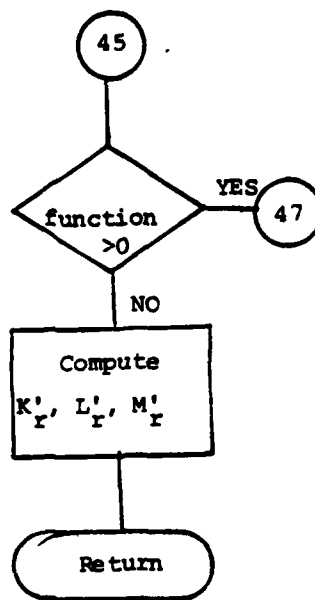 45
YES
function
>0
47
NO
Compute
K'r, L'r, M'r
Return